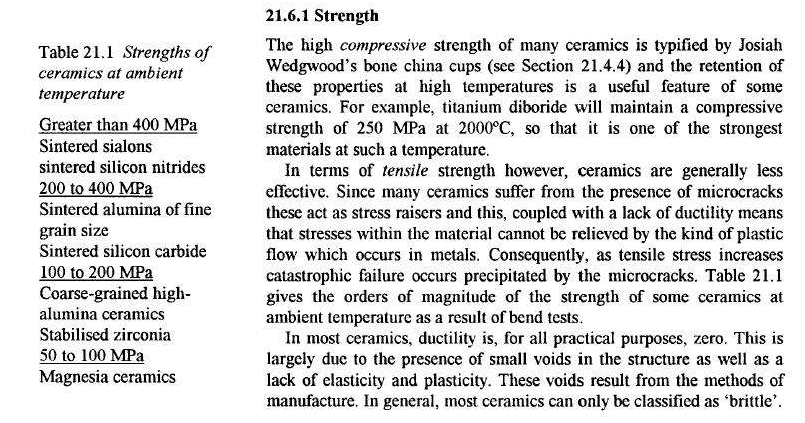 Table 21.1 Strengths of
ceramics at ambient
temperature
Greater than 400 MPa
Sintered sialons
sintered silicon nitrides
200 to 400 MPa
Sintered alumina of fine
grain size
Sintered silicon carbide
100 to 200 MPa
Coarse-grained high-
alumina ceramics
Stabilised zirconia
50 to 100 MPa
Magnesia ceramics
21.6.1 Strength
The high compressive strength of many ceramics is typified by Josiah
Wedgwood's bone china cups (see Section 21.4.4) and the retention of
these properties at high temperatures is a useful feature of some
ceramics. For example, titanium diboride will maintain a compressive
strength of 250 MPa at 2000°C, so that it is one of the strongest
materials at such a temperature.
In terms of tensile strength however, ceramics are generally less
effective. Since many ceramics suffer from the presence of microcracks
these act as stress raisers and this, coupled with a lack of ductility means
that stresses within the material cannot be relieved by the kind of plastic
flow which occurs in metals. Consequently, as tensile stress increases
catastrophic failure occurs precipitated by the microcracks. Table 21.1
gives the orders of magnitude of the strength of some ceramics at
ambient temperature as a result of bend tests.
In most ceramics, ductility is, for all practical purposes, zero. This is
largely due to the presence of small voids in the structure as well as a
lack of elasticity and plasticity. These voids result from the methods of
manufacture. In general, most ceramics can only be classified as 'brittle'.